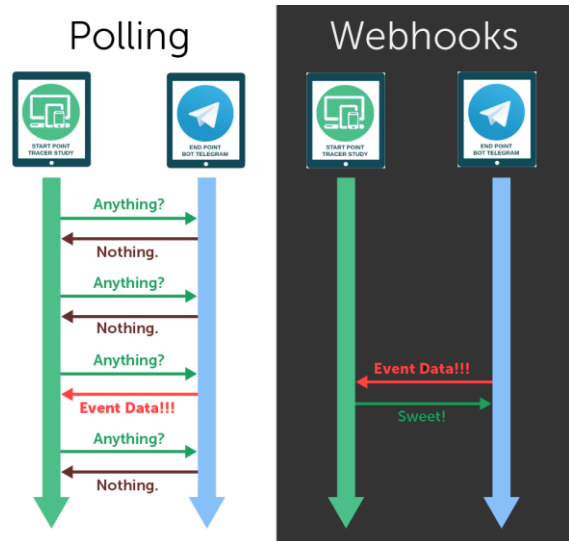 Polling
START POINT
TRACER STUDY
END POINT
BOT TELEGRAM
Anything?
Nothing.
Anything?
Nothing.
Anything?
Event Data!!!
Anything?
Nothing.
Webhooks
START POINT
TRACER STUDY
END POINT
BOT TELEGRAM
Event Data!!!
Sweet!